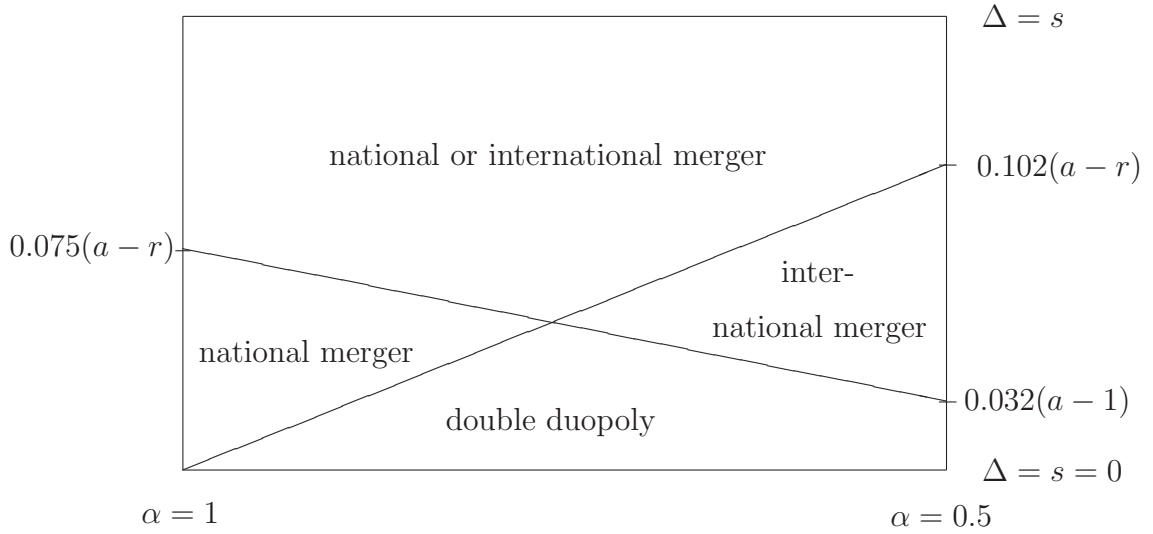 Δ = s
national or international merger
0.102(a − r)
0.075(a − r)
inter-
national merger
national merger
0.032(a − 1)
double duopoly
Δ = s = 0
α = 1
α = 0.5